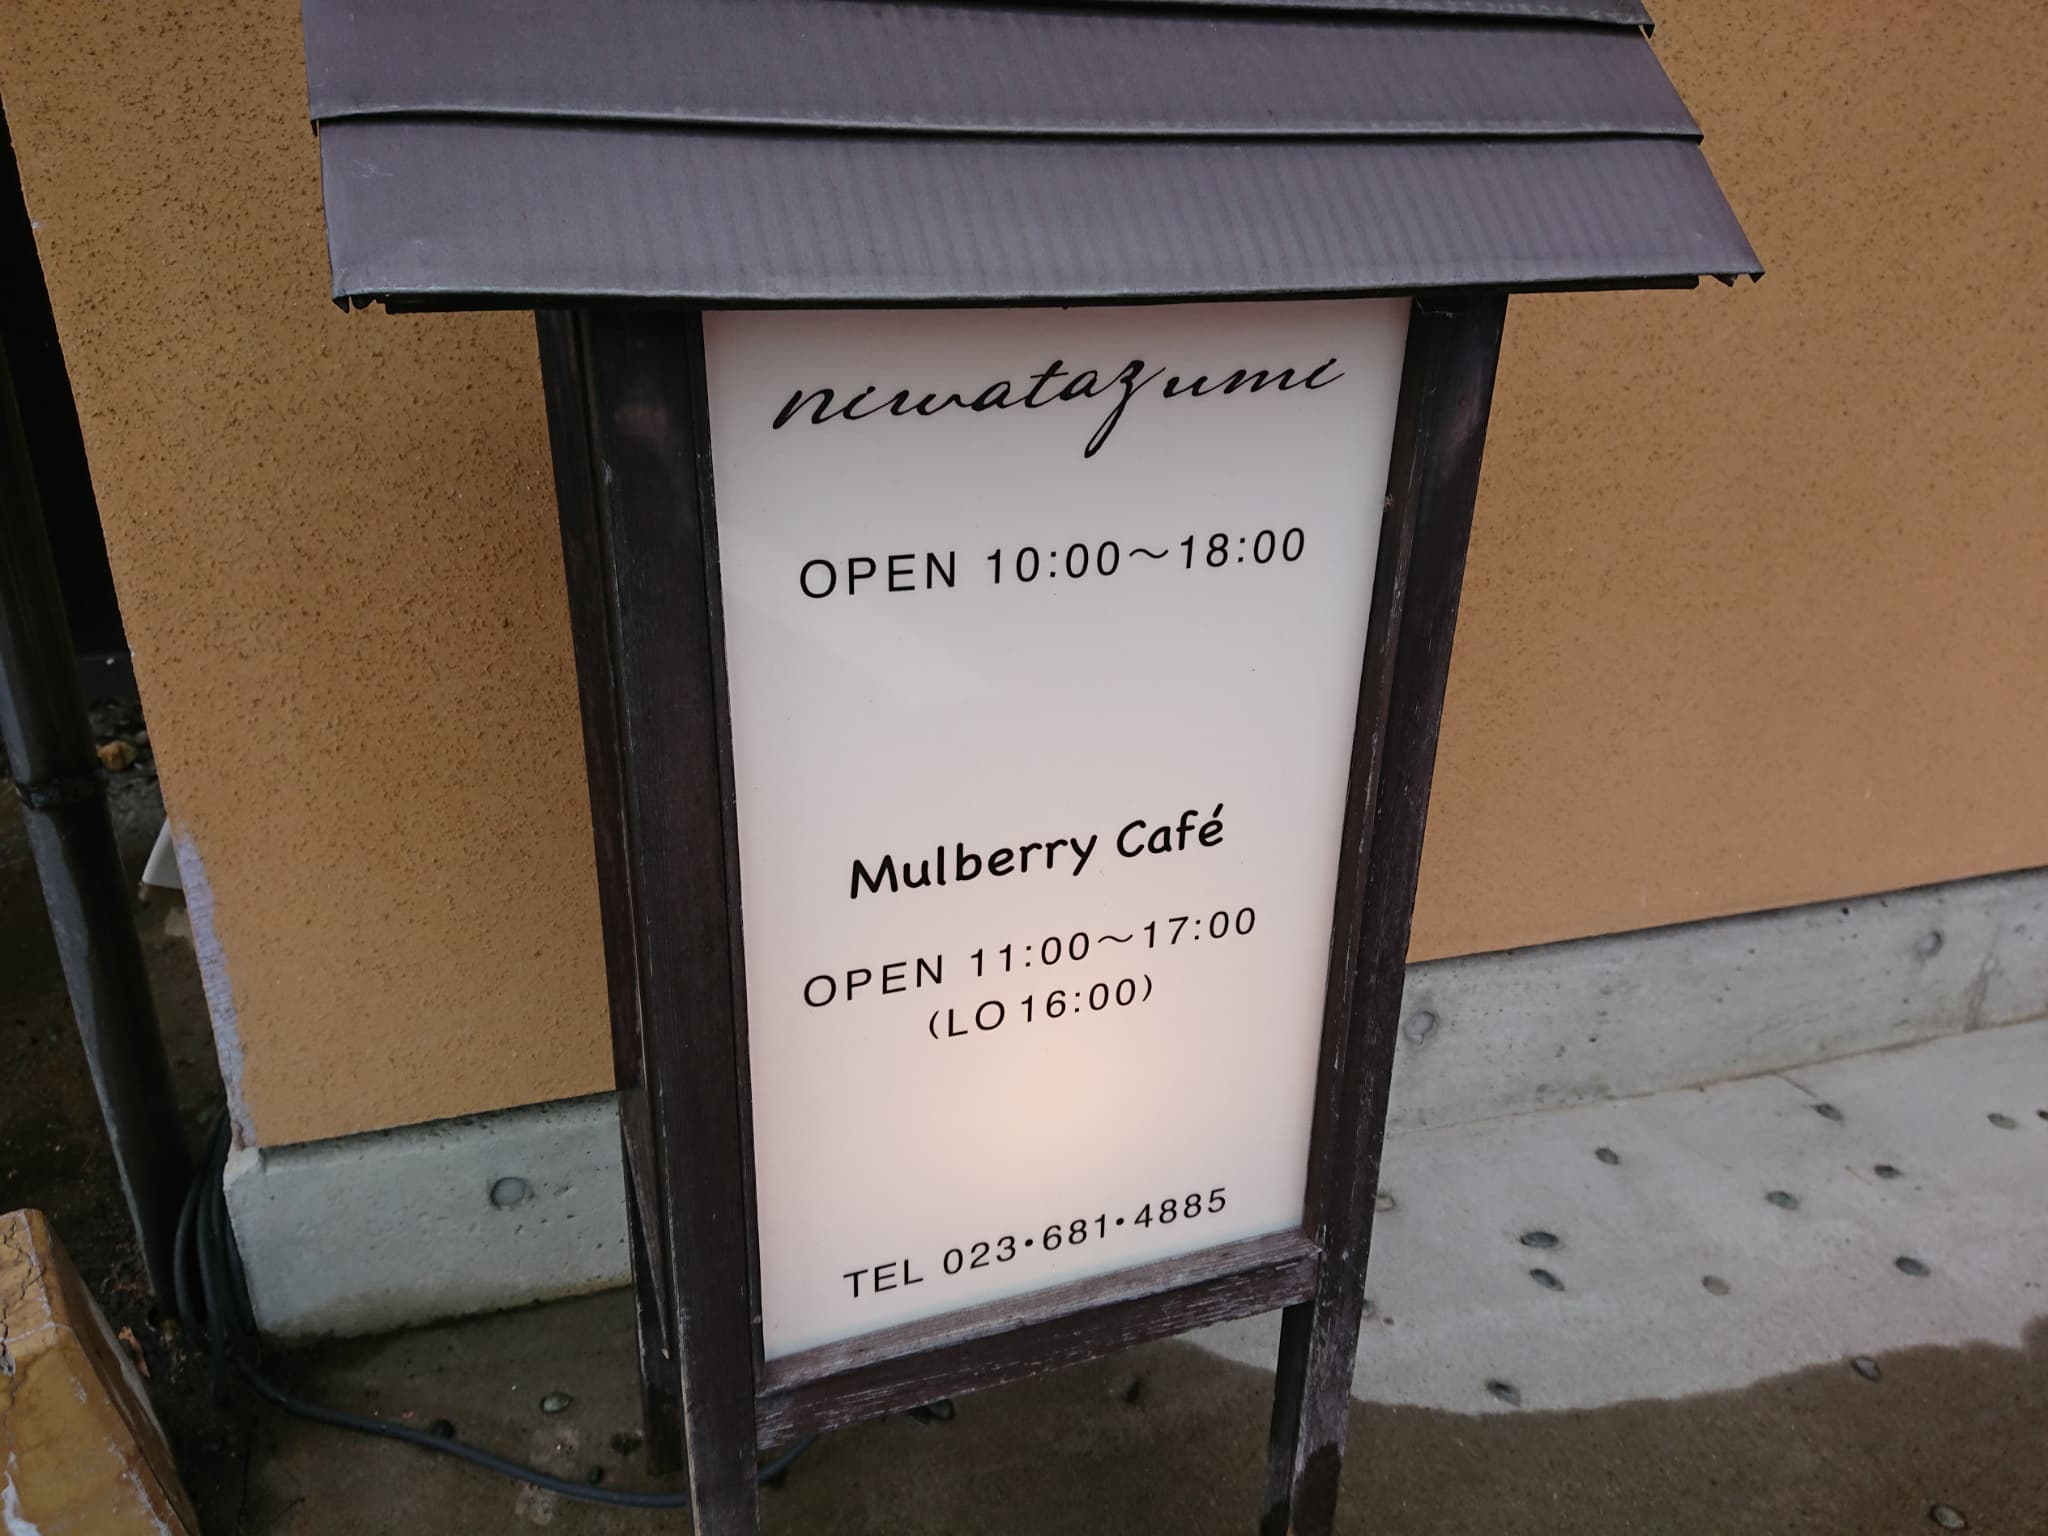 niwatazumi
OPEN 10:00〜18:00
Mulberry Café
OPEN 11:00〜17:00
(LO 16:00)
TEL 023・681・4885